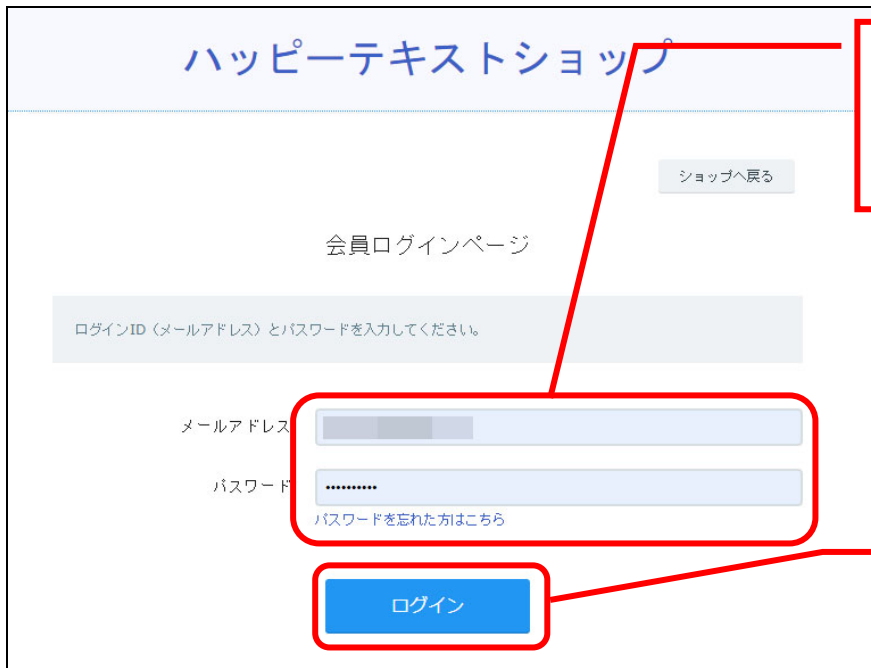 ハッピーテキストショップ
ショップへ戻る
会員ログインページ
ログインID（メールアドレス）とパスワードを入力してください。
メールアドレス
パスワード
••••••••••
パスワードを忘れた方はこちら
ログイン